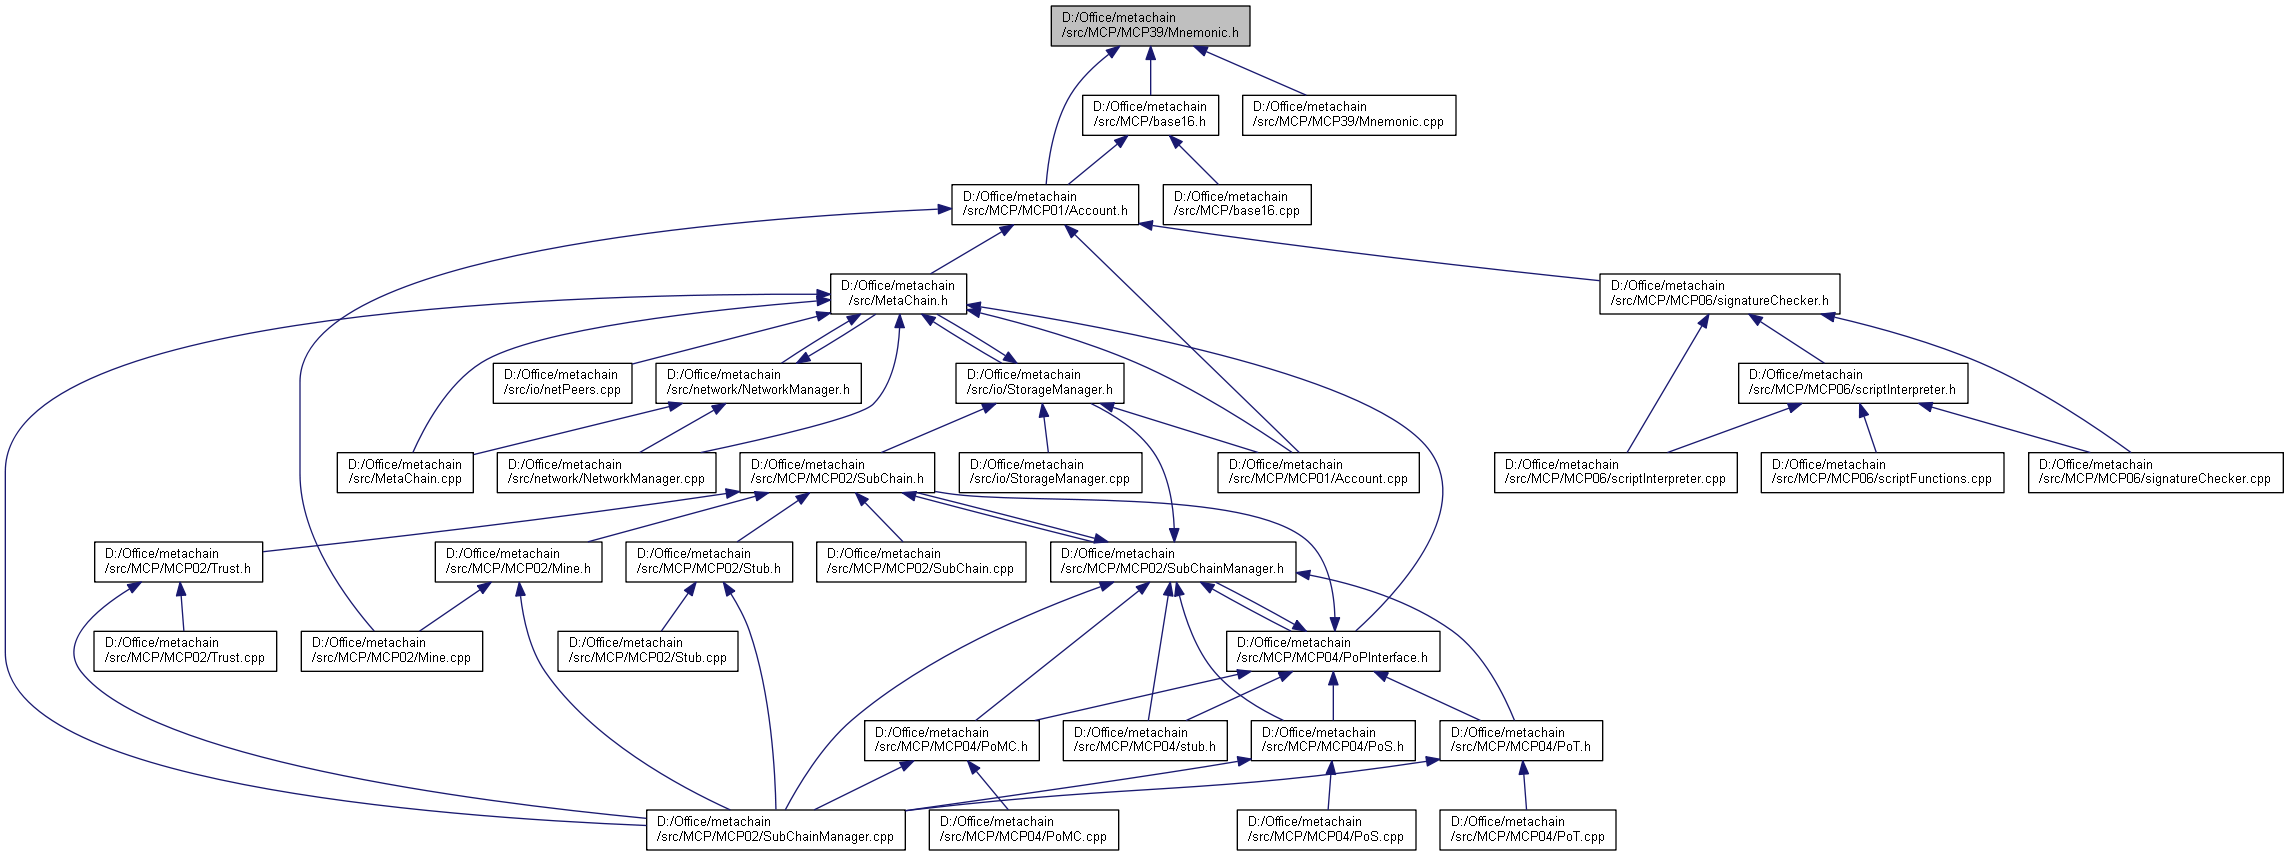 D:/Office/metachain
/src/MCP/MCP39/Mnemonic.h
D:/Office/metachain
/src/MCP/base16.h
D:/Office/metachain
/src/MCP/MCP39/Mnemonic.cpp
D:/Office/metachain
/src/MCP/MCP01/Account.h
D:/Office/metachain
/src/MCP/base16.cpp
D:/Office/metachain
/src/MetaChain.h
D:/Office/metachain
/src/MCP/MCP06/signatureChecker.h
D:/Office/metachain
/src/io/netPeers.cpp
D:/Office/metachain
/src/network/NetworkManager.h
D:/Office/metachain
/src/io/StorageManager.h
D:/Office/metachain
/src/MCP/MCP06/scriptInterpreter.h
D:/Office/metachain
/src/MetaChain.cpp
D:/Office/metachain
/src/network/NetworkManager.cpp
D:/Office/metachain
/src/MCP/MCP02/SubChain.h
D:/Office/metachain
/src/io/StorageManager.cpp
D:/Office/metachain
/src/MCP/MCP01/Account.cpp
D:/Office/metachain
/src/MCP/MCP06/scriptInterpreter.cpp
D:/Office/metachain
/src/MCP/MCP06/scriptFunctions.cpp
D:/Office/metachain
/src/MCP/MCP06/signatureChecker.cpp
D:/Office/metachain
/src/MCP/MCP02/Trust.h
D:/Office/metachain
/src/MCP/MCP02/Mine.h
D:/Office/metachain
/src/MCP/MCP02/Stub.h
D:/Office/metachain
/src/MCP/MCP02/SubChain.cpp
D:/Office/metachain
/src/MCP/MCP02/SubChainManager.h
D:/Office/metachain
/src/MCP/MCP02/Trust.cpp
D:/Office/metachain
/src/MCP/MCP02/Mine.cpp
D:/Office/metachain
/src/MCP/MCP02/Stub.cpp
D:/Office/metachain
/src/MCP/MCP04/PoPInterface.h
D:/Office/metachain
/src/MCP/MCP04/PoMC.h
D:/Office/metachain
/src/MCP/MCP04/stub.h
D:/Office/metachain
/src/MCP/MCP04/PoS.h
D:/Office/metachain
/src/MCP/MCP04/PoT.h
D:/Office/metachain
/src/MCP/MCP02/SubChainManager.cpp
D:/Office/metachain
/src/MCP/MCP04/PoMC.cpp
D:/Office/metachain
/src/MCP/MCP04/PoS.cpp
D:/Office/metachain
/src/MCP/MCP04/PoT.cpp